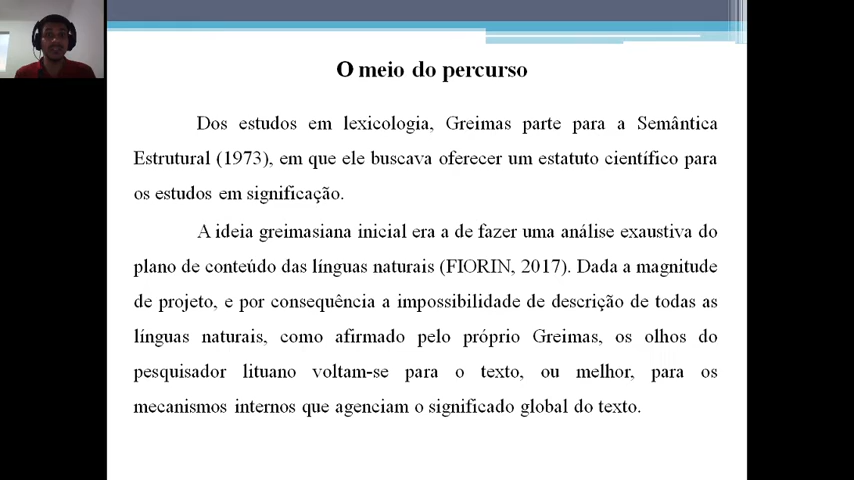 O meio do percurso
Dos estudos em lexicologia, Greimas parte para a Semântica
Estrutural (1973), em que ele buscava oferecer um estatuto científico para
os estudos em significação.
A ideia greimasiana inicial era a de fazer uma análise exaustiva do
plano de conteúdo das línguas naturais (FIORIN, 2017). Dada a magnitude
de projeto, e por consequência a impossibilidade de descrição de todas as
línguas naturais, como afirmado pelo próprio Greimas, os olhos do
pesquisador lituano voltam-se para o texto, ou melhor, para os
mecanismos internos que agenciam o significado global do texto.